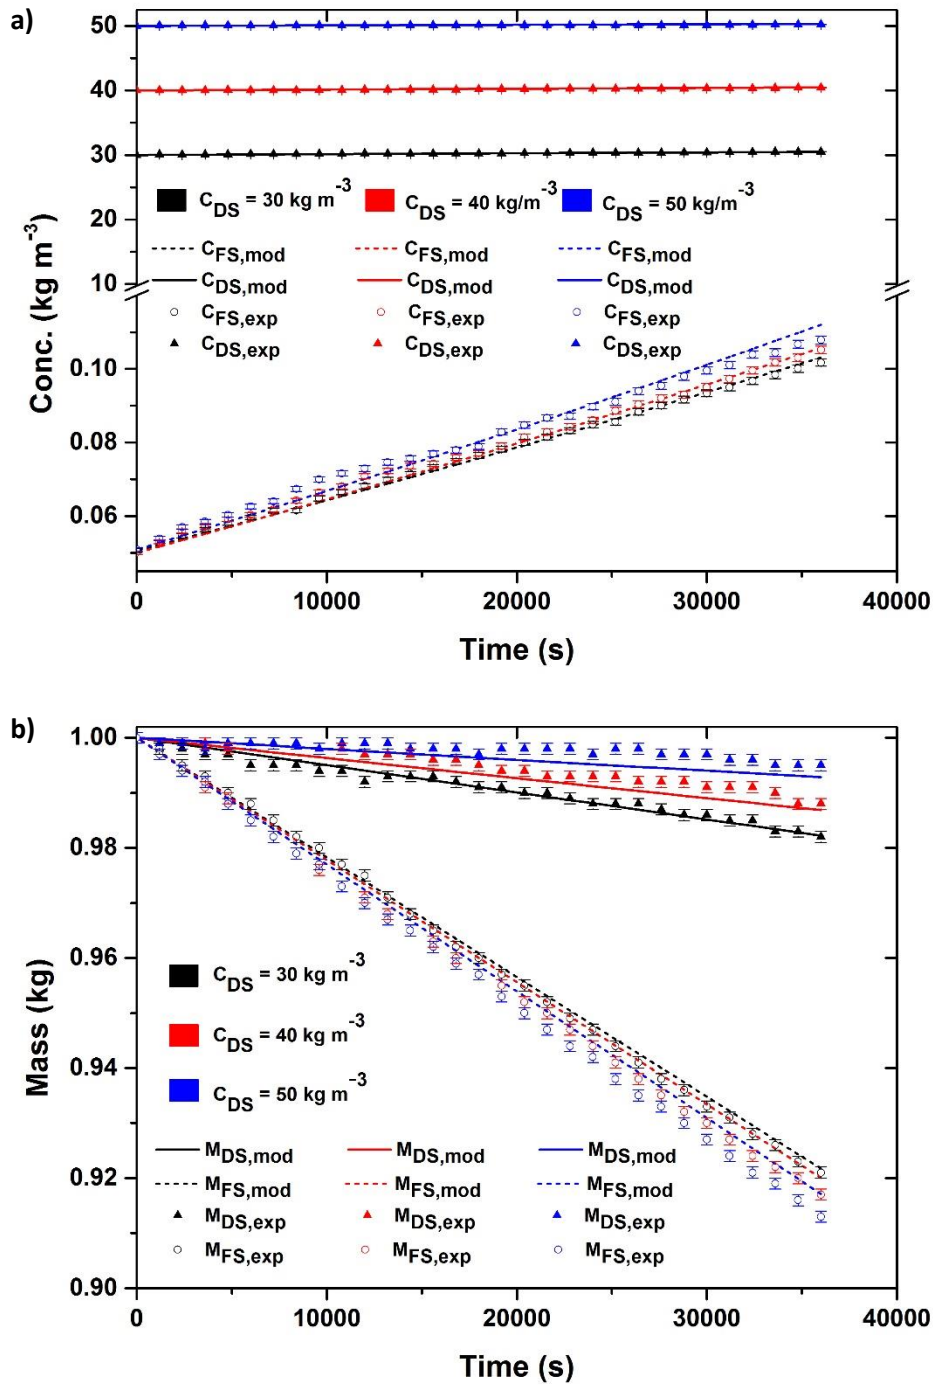 a)
50
40
30
20
10
0.10
0.08
0.06
Conc. (kg m⁻³)
C_DS = 30 kg m⁻³ C_DS = 40 kg/m⁻³ C_DS = 50 kg/m⁻³
C_FS,mod C_FS,mod C_FS,mod
C_DS,mod C_DS,mod C_DS,mod
C_FS,exp C_FS,exp C_FS,exp
C_DS,exp C_DS,exp C_DS,exp
0 10000 20000 30000 40000
Time (s)
b)
1.00
0.98
0.96
0.94
0.92
0.90
Mass (kg)
C_DS = 30 kg m⁻³
C_DS = 40 kg m⁻³
C_DS = 50 kg m⁻³
M_DS,mod M_DS,mod M_DS,mod
M_FS,mod M_FS,mod M_FS,mod
M_DS,exp M_DS,exp M_DS,exp
M_FS,exp M_FS,exp M_FS,exp
0 10000 20000 30000 40000
Time (s)